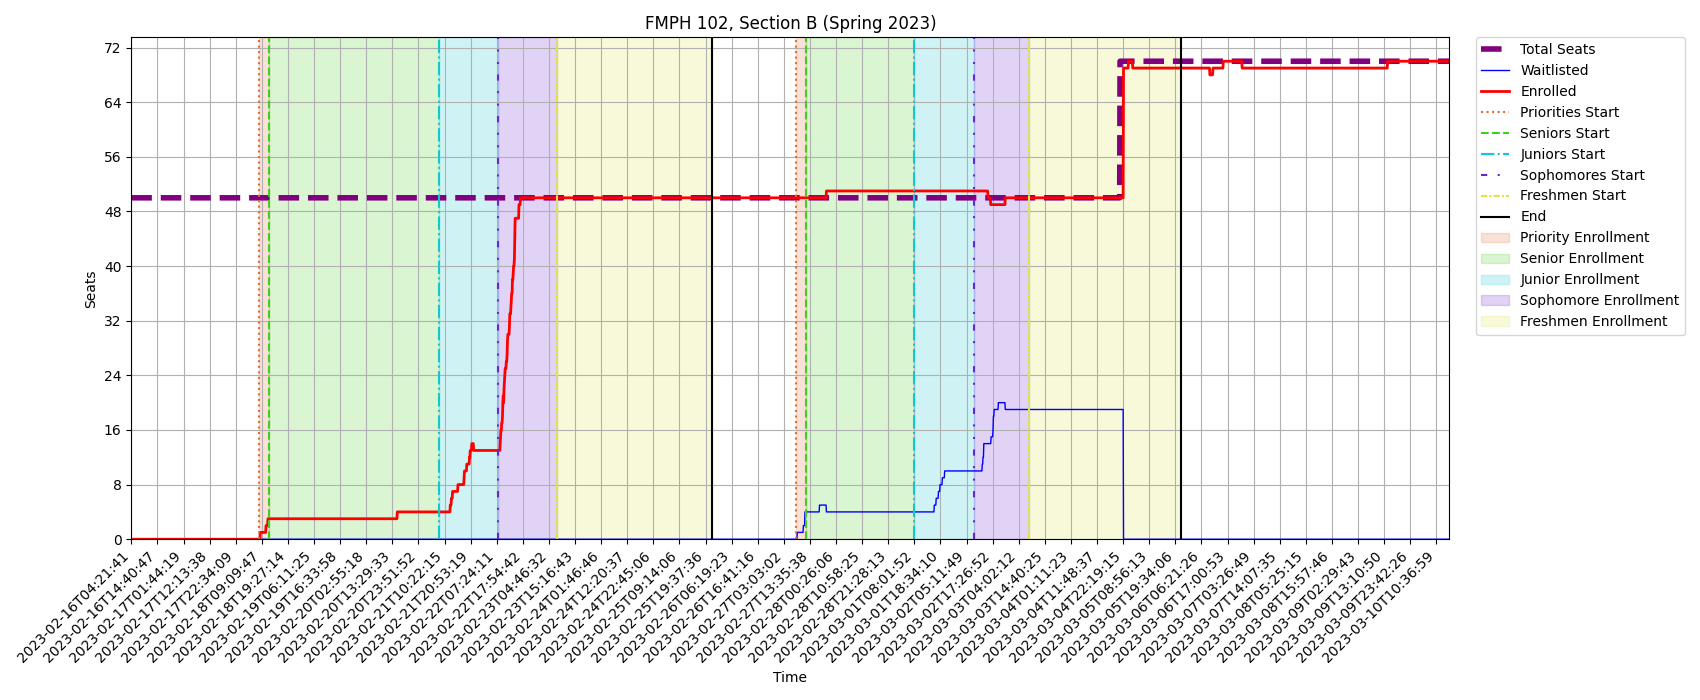 FMPH 102, Section B (Spring 2023)
Seats
72
64
56
48
40
32
24
16
8
0
Total Seats
Waitlisted
Enrolled
Priorities Start
Seniors Start
Juniors Start
Sophomores Start
Freshmen Start
End
Priority Enrollment
Senior Enrollment
Junior Enrollment
Sophomore Enrollment
Freshmen Enrollment
2023-02-16T04:21:41
2023-02-16T14:40:47
2023-02-17T01:44:19
2023-02-17T12:13:38
2023-02-17T22:34:09
2023-02-18T09:09:47
2023-02-18T19:27:14
2023-02-19T06:11:25
2023-02-19T16:33:58
2023-02-20T02:55:18
2023-02-20T13:29:33
2023-02-20T23:51:52
2023-02-21T10:22:15
2023-02-21T20:53:19
2023-02-22T07:24:11
2023-02-22T17:54:42
2023-02-23T04:46:32
2023-02-23T15:16:43
2023-02-24T01:46:46
2023-02-24T12:20:37
2023-02-24T22:45:06
2023-02-25T09:14:06
2023-02-25T19:37:36
2023-02-26T06:19:23
2023-02-26T16:41:16
2023-02-27T03:03:02
2023-02-27T13:35:38
2023-02-28T00:26:06
2023-02-28T10:58:25
2023-02-28T21:28:13
2023-03-01T08:01:52
2023-03-01T18:34:10
2023-03-02T05:11:49
2023-03-02T17:26:52
2023-03-03T04:02:12
2023-03-03T14:40:25
2023-03-04T01:11:23
2023-03-04T11:48:37
2023-03-04T22:19:15
2023-03-05T08:56:13
2023-03-05T19:34:06
2023-03-06T06:21:26
2023-03-06T17:00:53
2023-03-07T03:26:49
2023-03-07T14:07:35
2023-03-08T05:25:15
2023-03-08T15:57:46
2023-03-09T02:29:43
2023-03-09T13:10:50
2023-03-09T23:42:26
2023-03-10T10:36:59
Time